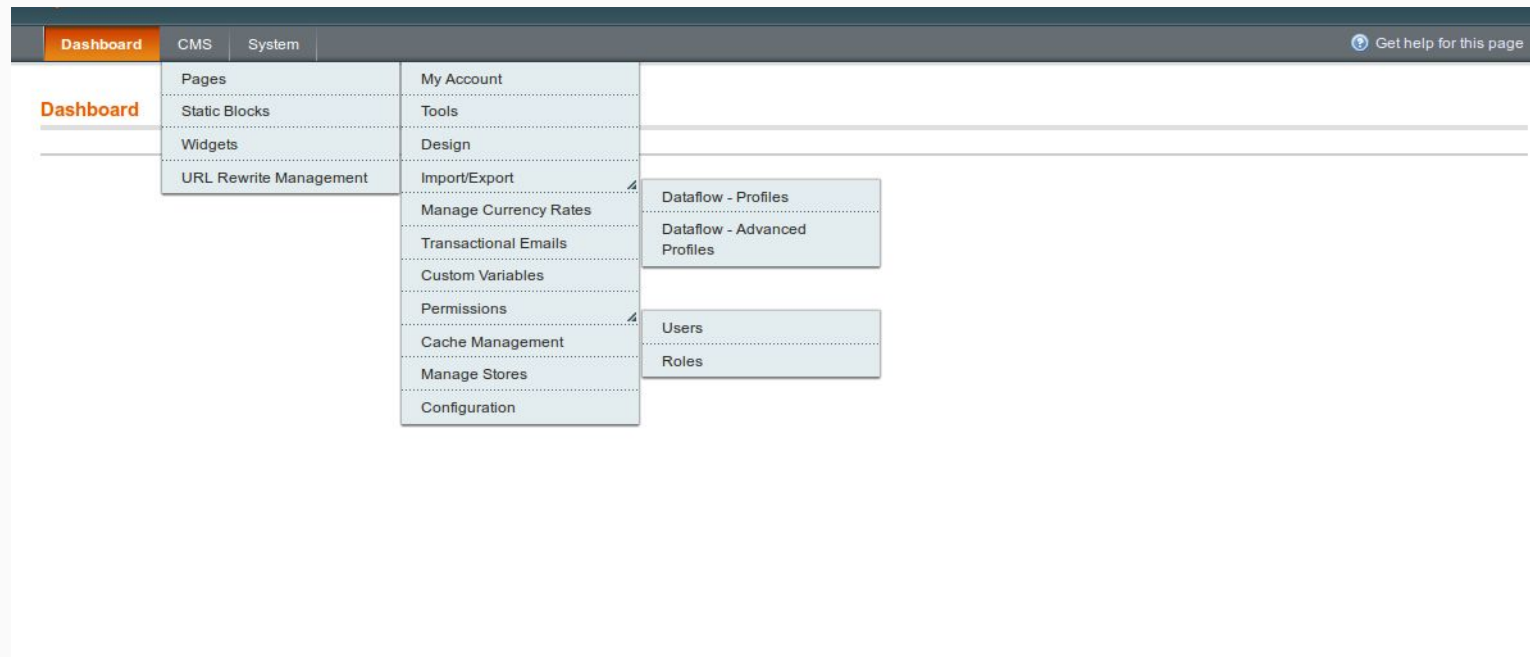 Dashboard CMS System Get help for this page
Dashboard
Pages
Static Blocks
Widgets
URL Rewrite Management
My Account
Tools
Design
Import/Export
Manage Currency Rates
Transactional Emails
Custom Variables
Permissions
Cache Management
Manage Stores
Configuration
Dataflow - Profiles
Dataflow - Advanced
Profiles
Users
Roles